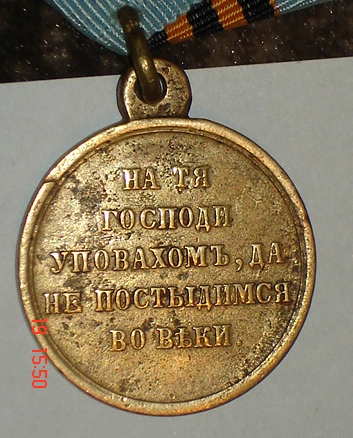 НА ТЯ
ГОСПОДИ
УПОВАХОМЪ, ДА
НЕ ПОСТЫДИМСЯ
ВО ВѢКИ.
19 15:50